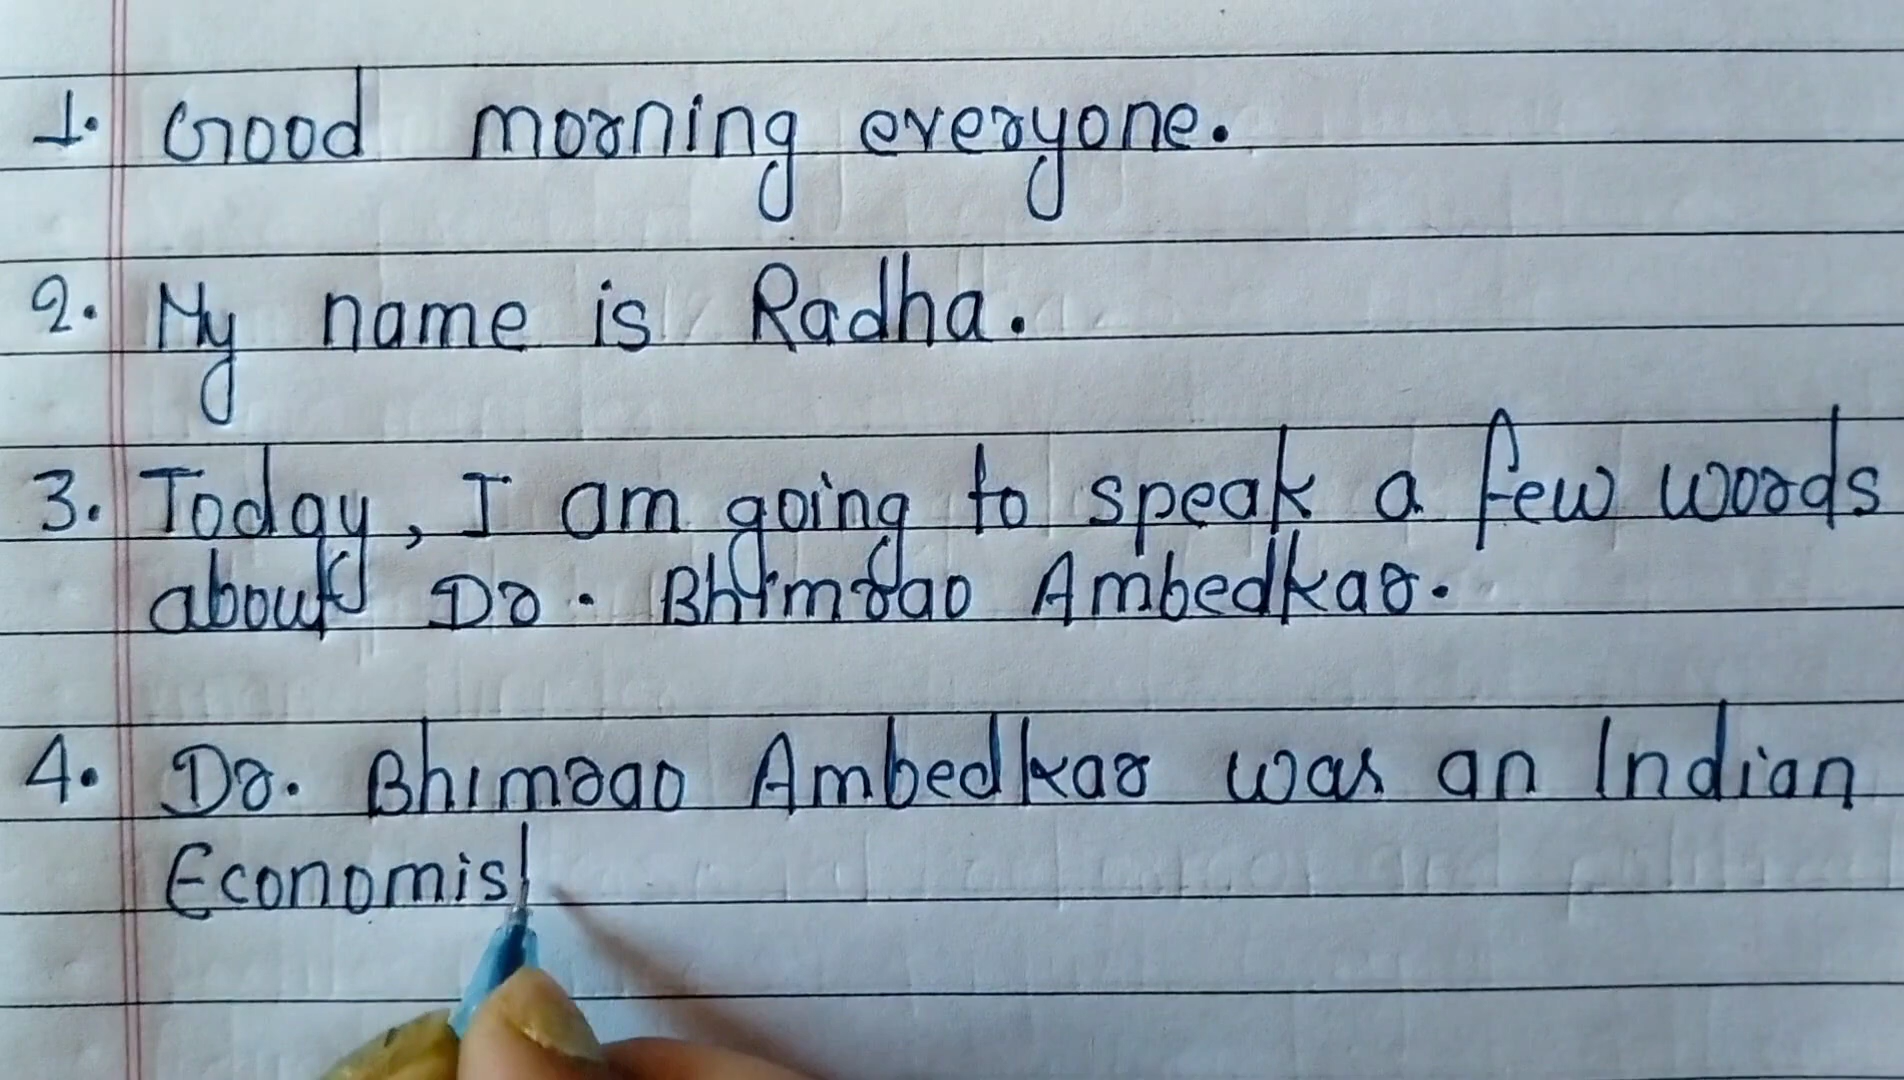 1. Good morning everyone.
2. My name is Radha.
3. Today, I am going to speak a few words
about Dr. Bhimrao Ambedkar.
4. Dr. Bhimrao Ambedkar was an Indian
Economist